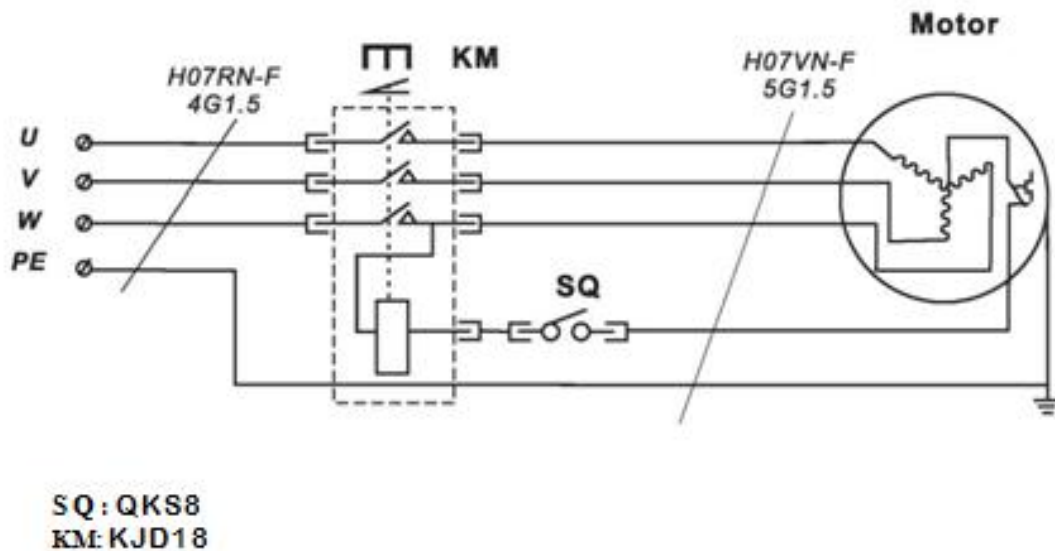 Motor
KM
H07RN-F
4G1.5
H07VN-F
5G1.5
U
V
W
PE
SQ
SQ: QKS8
KM: KJD18